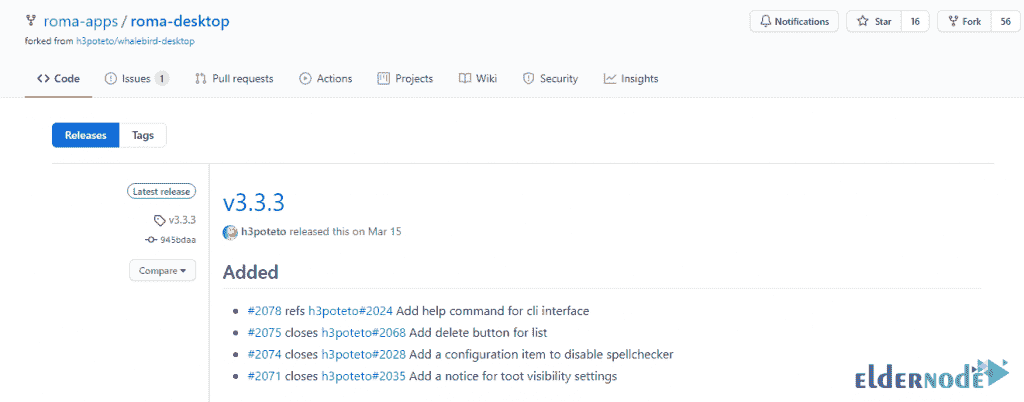 roma-apps / roma-desktop
Notifications Star 16 Fork 56
forked from h3poteto/whalebird-desktop
Code Issues 1 Pull requests Actions Projects Wiki Security Insights
Releases Tags
Latest release
v3.3.3
945bdaa
Compare
v3.3.3
h3poteto released this on Mar 15
Added
#2078 refs h3poteto#2024 Add help command for cli interface
#2075 closes h3poteto#2068 Add delete button for list
#2074 closes h3poteto#2028 Add a configuration item to disable spellchecker
#2071 closes h3poteto#2035 Add a notice for toot visibility settings
ELDERNODE